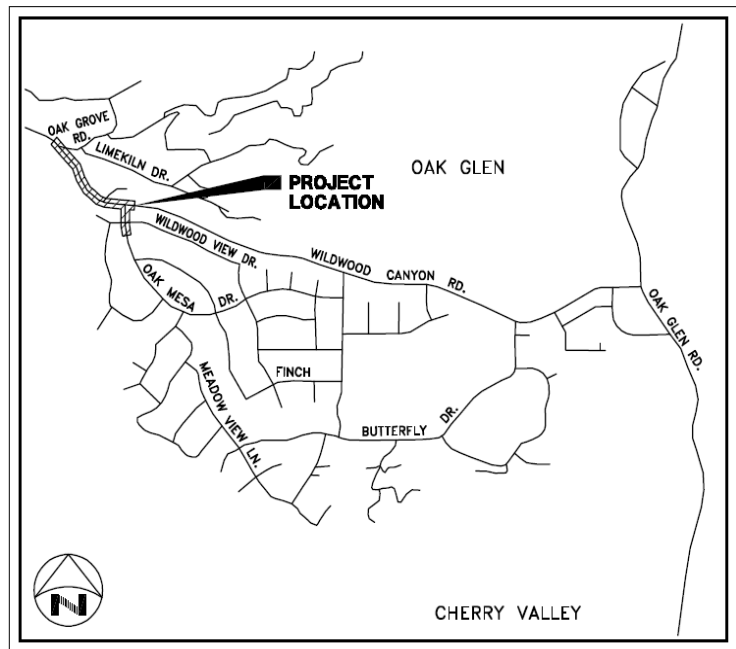 OAK GROVE
RD.
LIMEKILN DR.
OAK GLEN
PROJECT
LOCATION
WILDWOOD VIEW DR.
WILDWOOD CANYON RD.
OAK MESA DR.
OAK GLEN RD.
FINCH
MEADOW VIEW LN.
BUTTERFLY DR.
N
CHERRY VALLEY